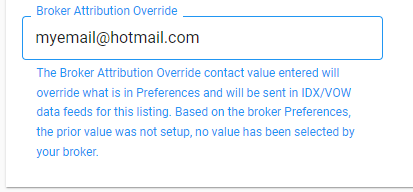 Broker Attribution Override
myemail@hotmail.com
The Broker Attribution Override contact value entered will
override what is in Preferences and will be sent in IDX/VOW
data feeds for this listing. Based on the broker Preferences,
the prior value was not setup, no value has been selected by
your broker.